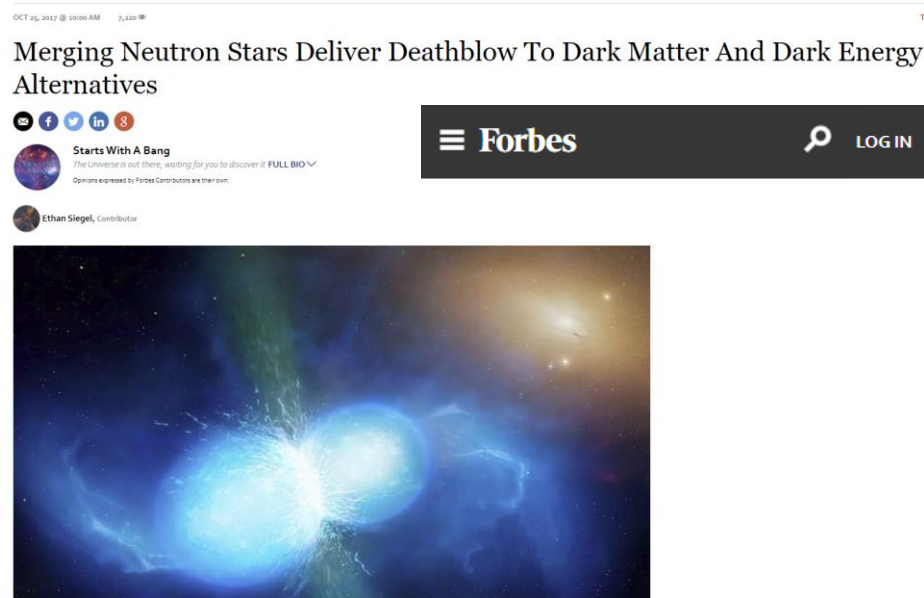 OCT 25, 2017 @ 10:00 AM 7,220
Merging Neutron Stars Deliver Deathblow To Dark Matter And Dark Energy
Alternatives
Forbes
LOG IN
Starts With A Bang
The Universe is out there, waiting for you to discover it FULL BIO
Opinions expressed by Forbes Contributors are their own.
Ethan Siegel, Contributor